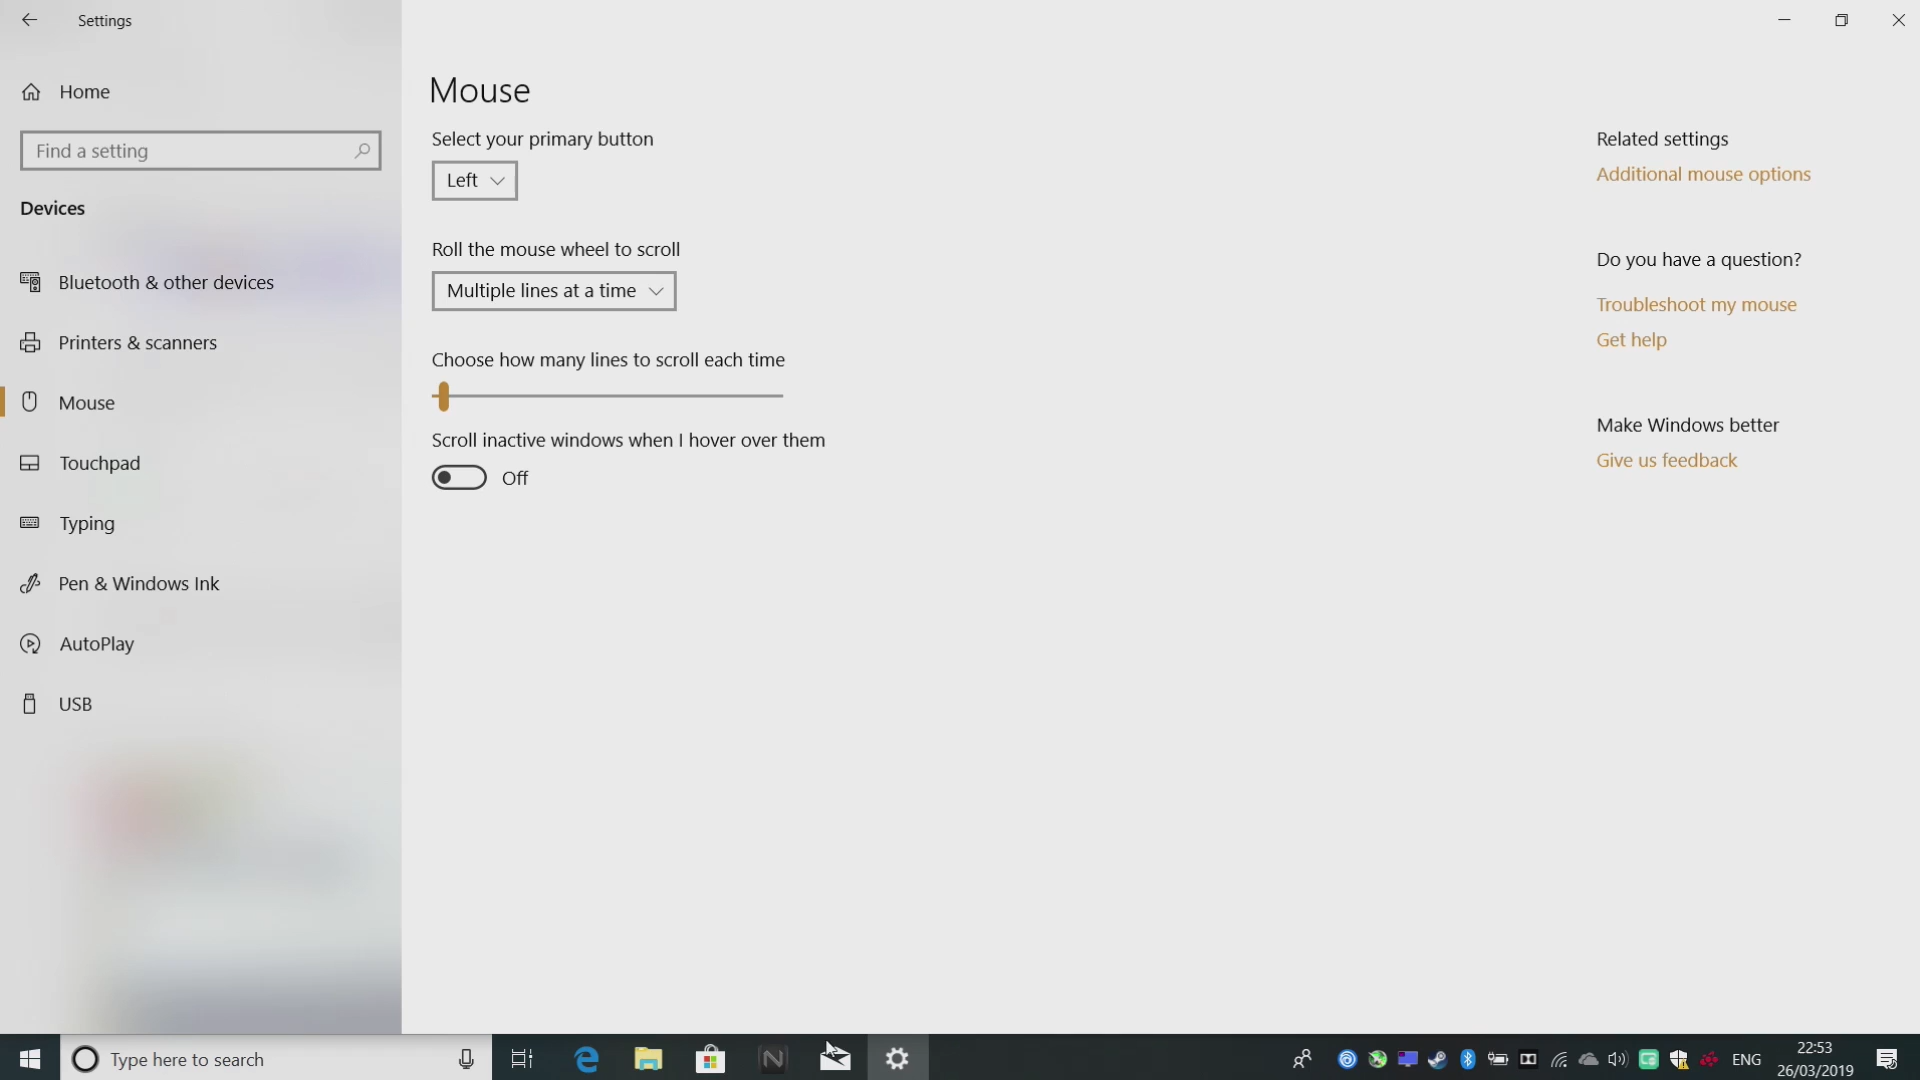 Settings
Home
Find a setting
Devices
Bluetooth & other devices
Printers & scanners
Mouse
Touchpad
Typing
Pen & Windows Ink
AutoPlay
USB
Mouse
Select your primary button
Left
Roll the mouse wheel to scroll
Multiple lines at a time
Choose how many lines to scroll each time
Scroll inactive windows when I hover over them
Off
Related settings
Additional mouse options
Do you have a question?
Troubleshoot my mouse
Get help
Make Windows better
Give us feedback
Type here to search
ENG
22:53
26/03/2019